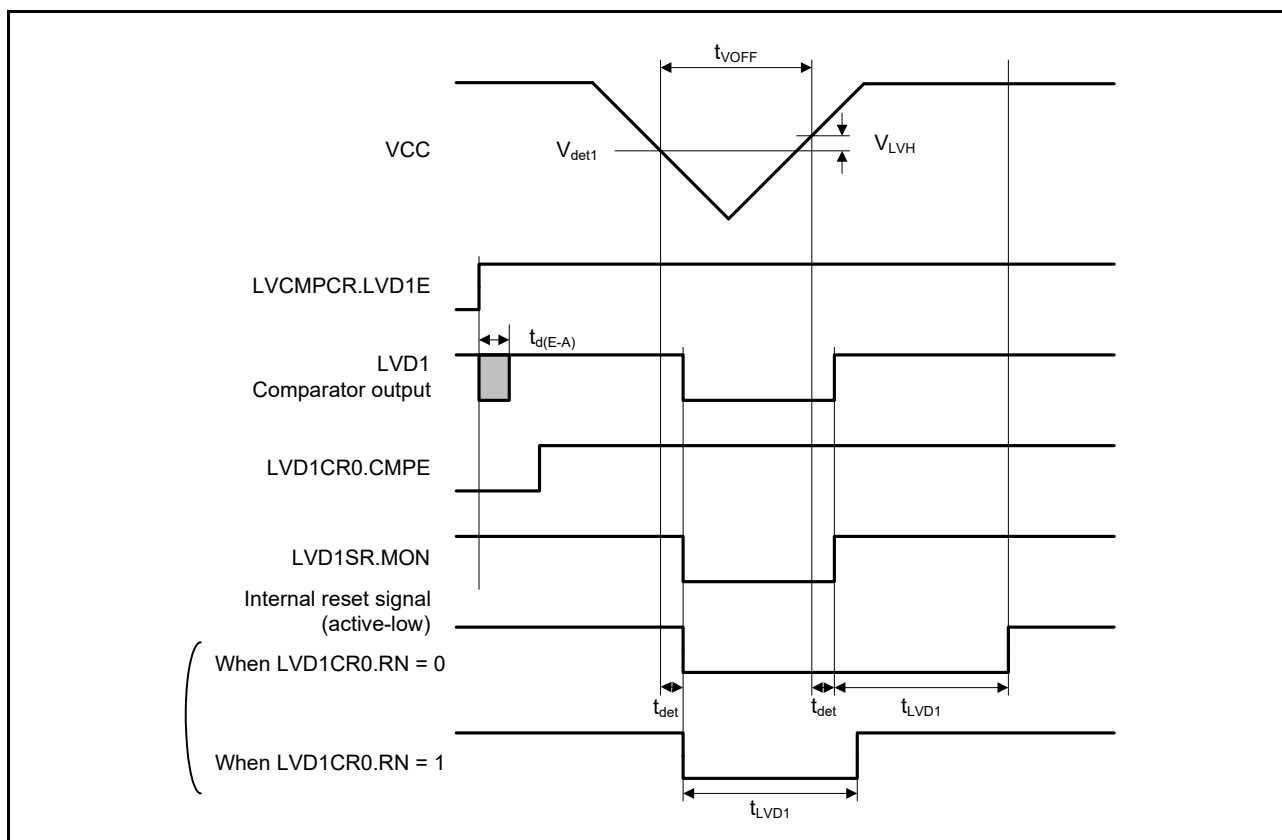 tVOFF
VCC
Vdet1
VLVH
LVCMPCR.LVD1E
td(E-A)
LVD1
Comparator output
LVD1CR0.CMPE
LVD1SR.MON
Internal reset signal
(active-low)
When LVD1CR0.RN = 0
tdet
tdet
tLVD1
When LVD1CR0.RN = 1
tLVD1